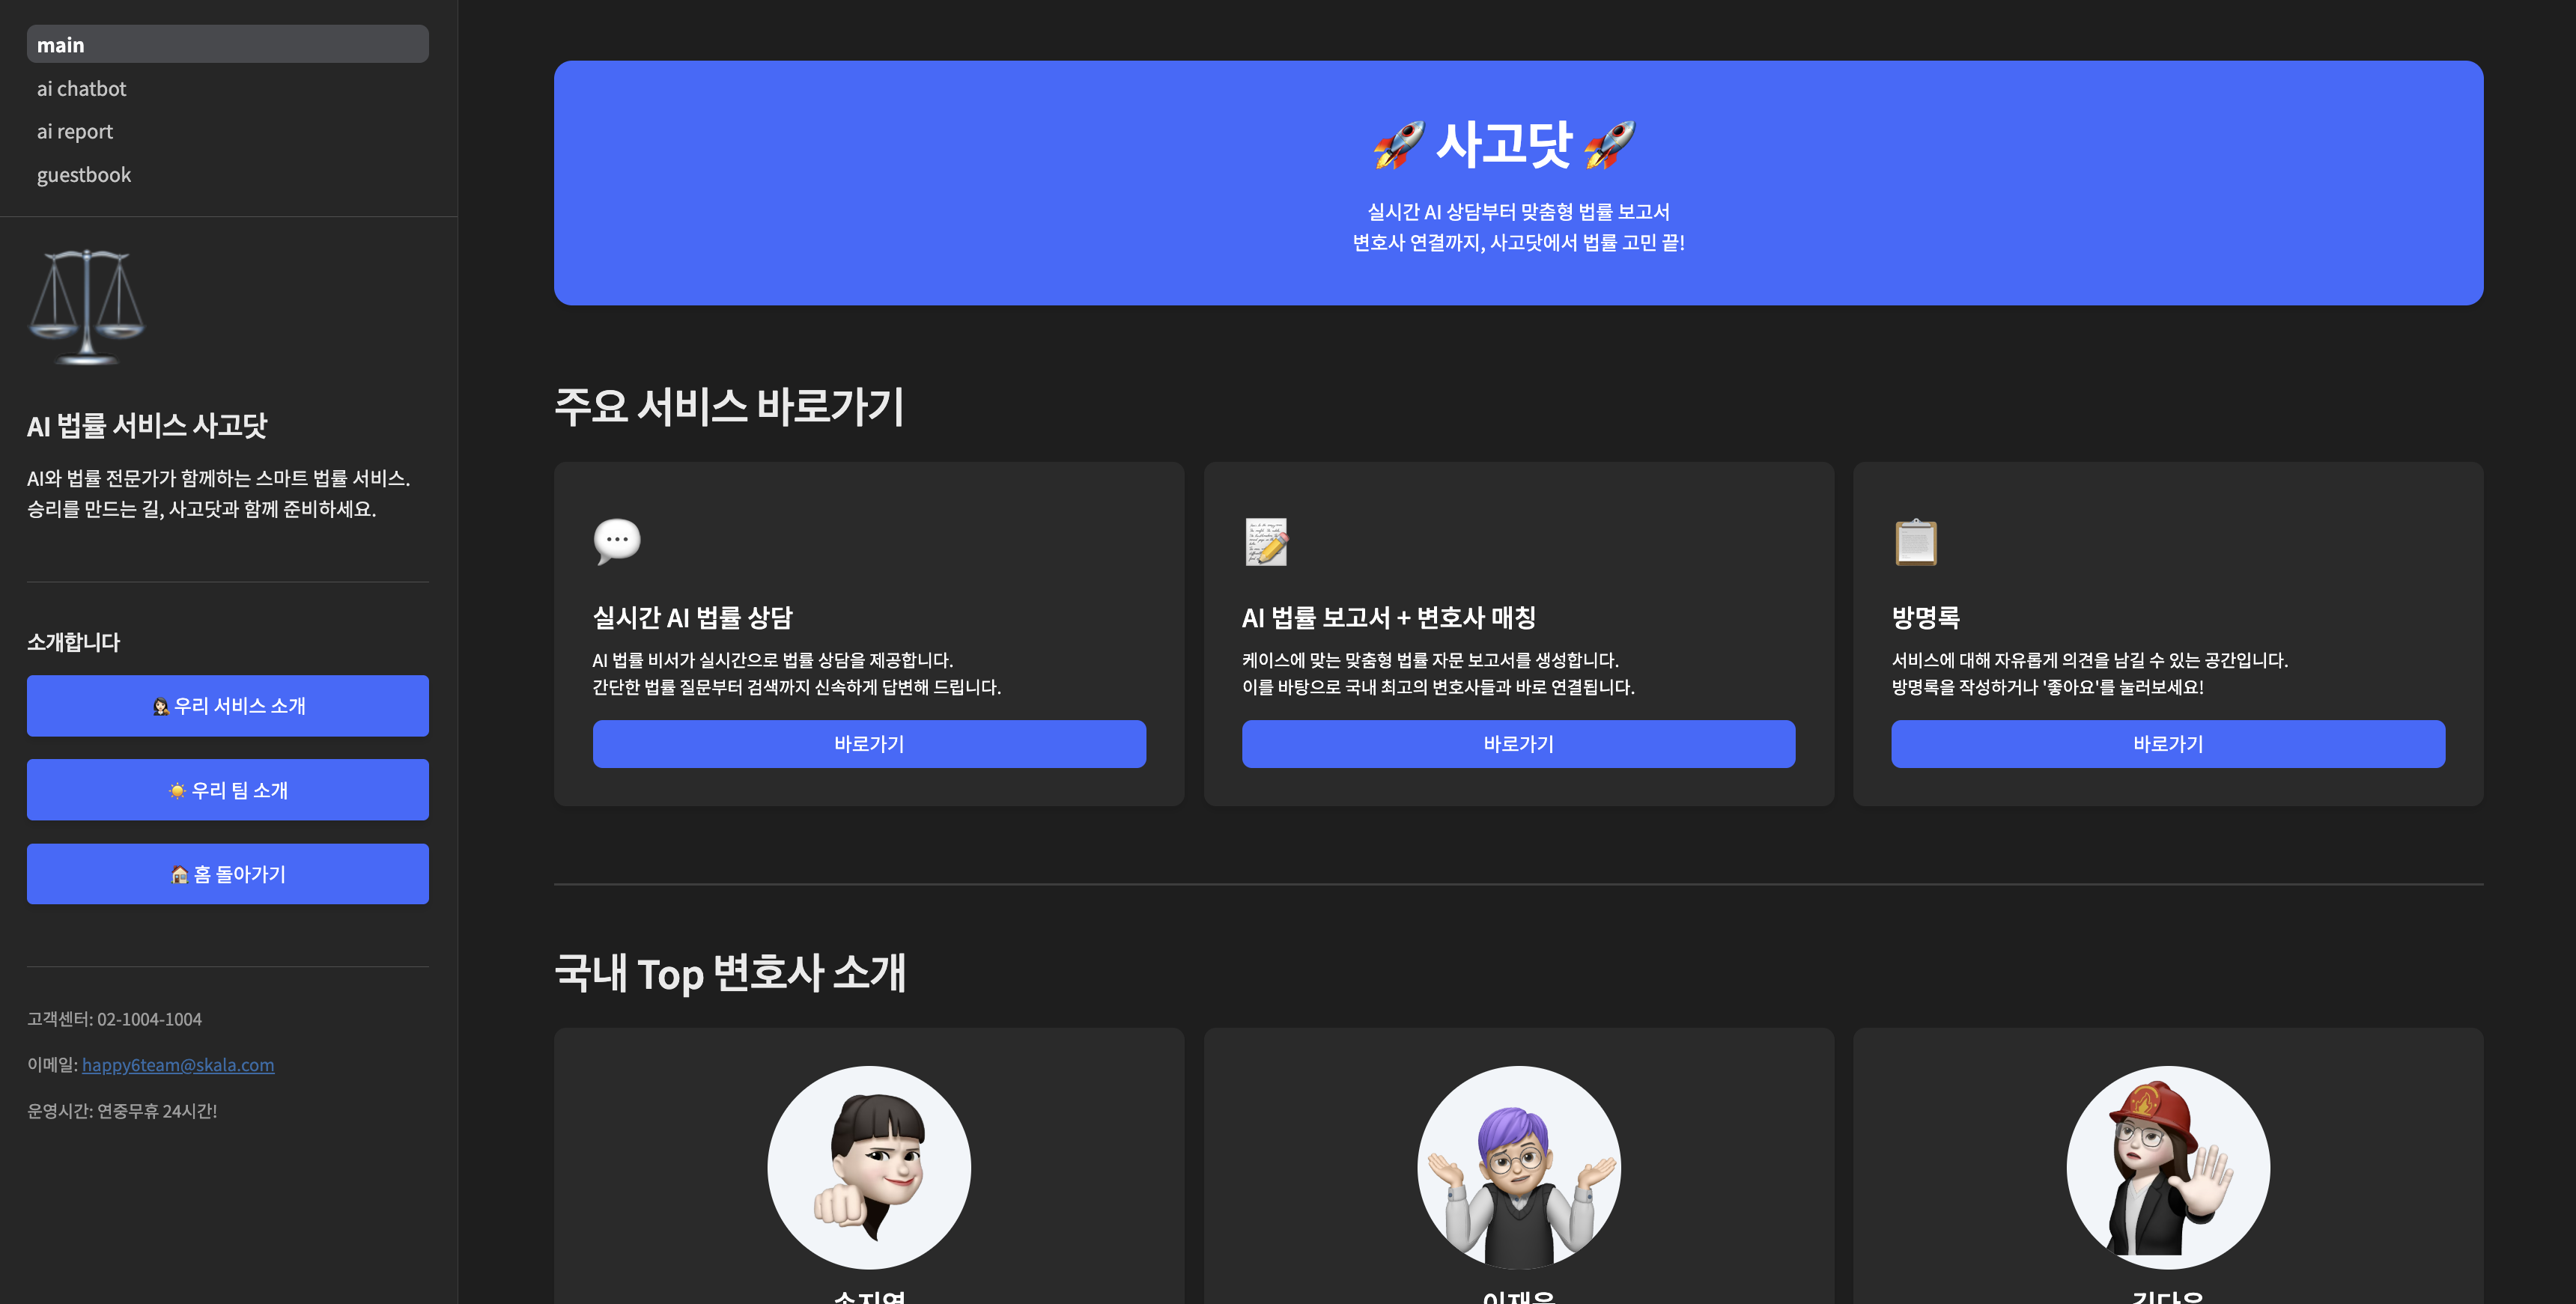 main
ai chatbot
ai report
guestbook
AI 법률 서비스 사고닷
AI와 법률 전문가가 함께하는 스마트 법률 서비스.
승리를 만드는 길, 사고닷과 함께 준비하세요.
소개합니다
우리 서비스 소개
우리 팀 소개
홈 돌아가기
고객센터: 02-1004-1004
이메일: happy6team@skala.com
운영시간: 연중무휴 24시간!
사고닷
실시간 AI 상담부터 맞춤형 법률 보고서
변호사 연결까지, 사고닷에서 법률 고민 끝!
주요 서비스 바로가기
실시간 AI 법률 상담
AI 법률 비서가 실시간으로 법률 상담을 제공합니다.
간단한 법률 질문부터 검색까지 신속하게 답변해 드립니다.
바로가기
AI 법률 보고서 + 변호사 매칭
케이스에 맞는 맞춤형 법률 자문 보고서를 생성합니다.
이를 바탕으로 국내 최고의 변호사들과 바로 연결됩니다.
바로가기
방명록
서비스에 대해 자유롭게 의견을 남길 수 있는 공간입니다.
방명록을 작성하거나 '좋아요'를 눌러보세요!
바로가기
국내 Top 변호사 소개